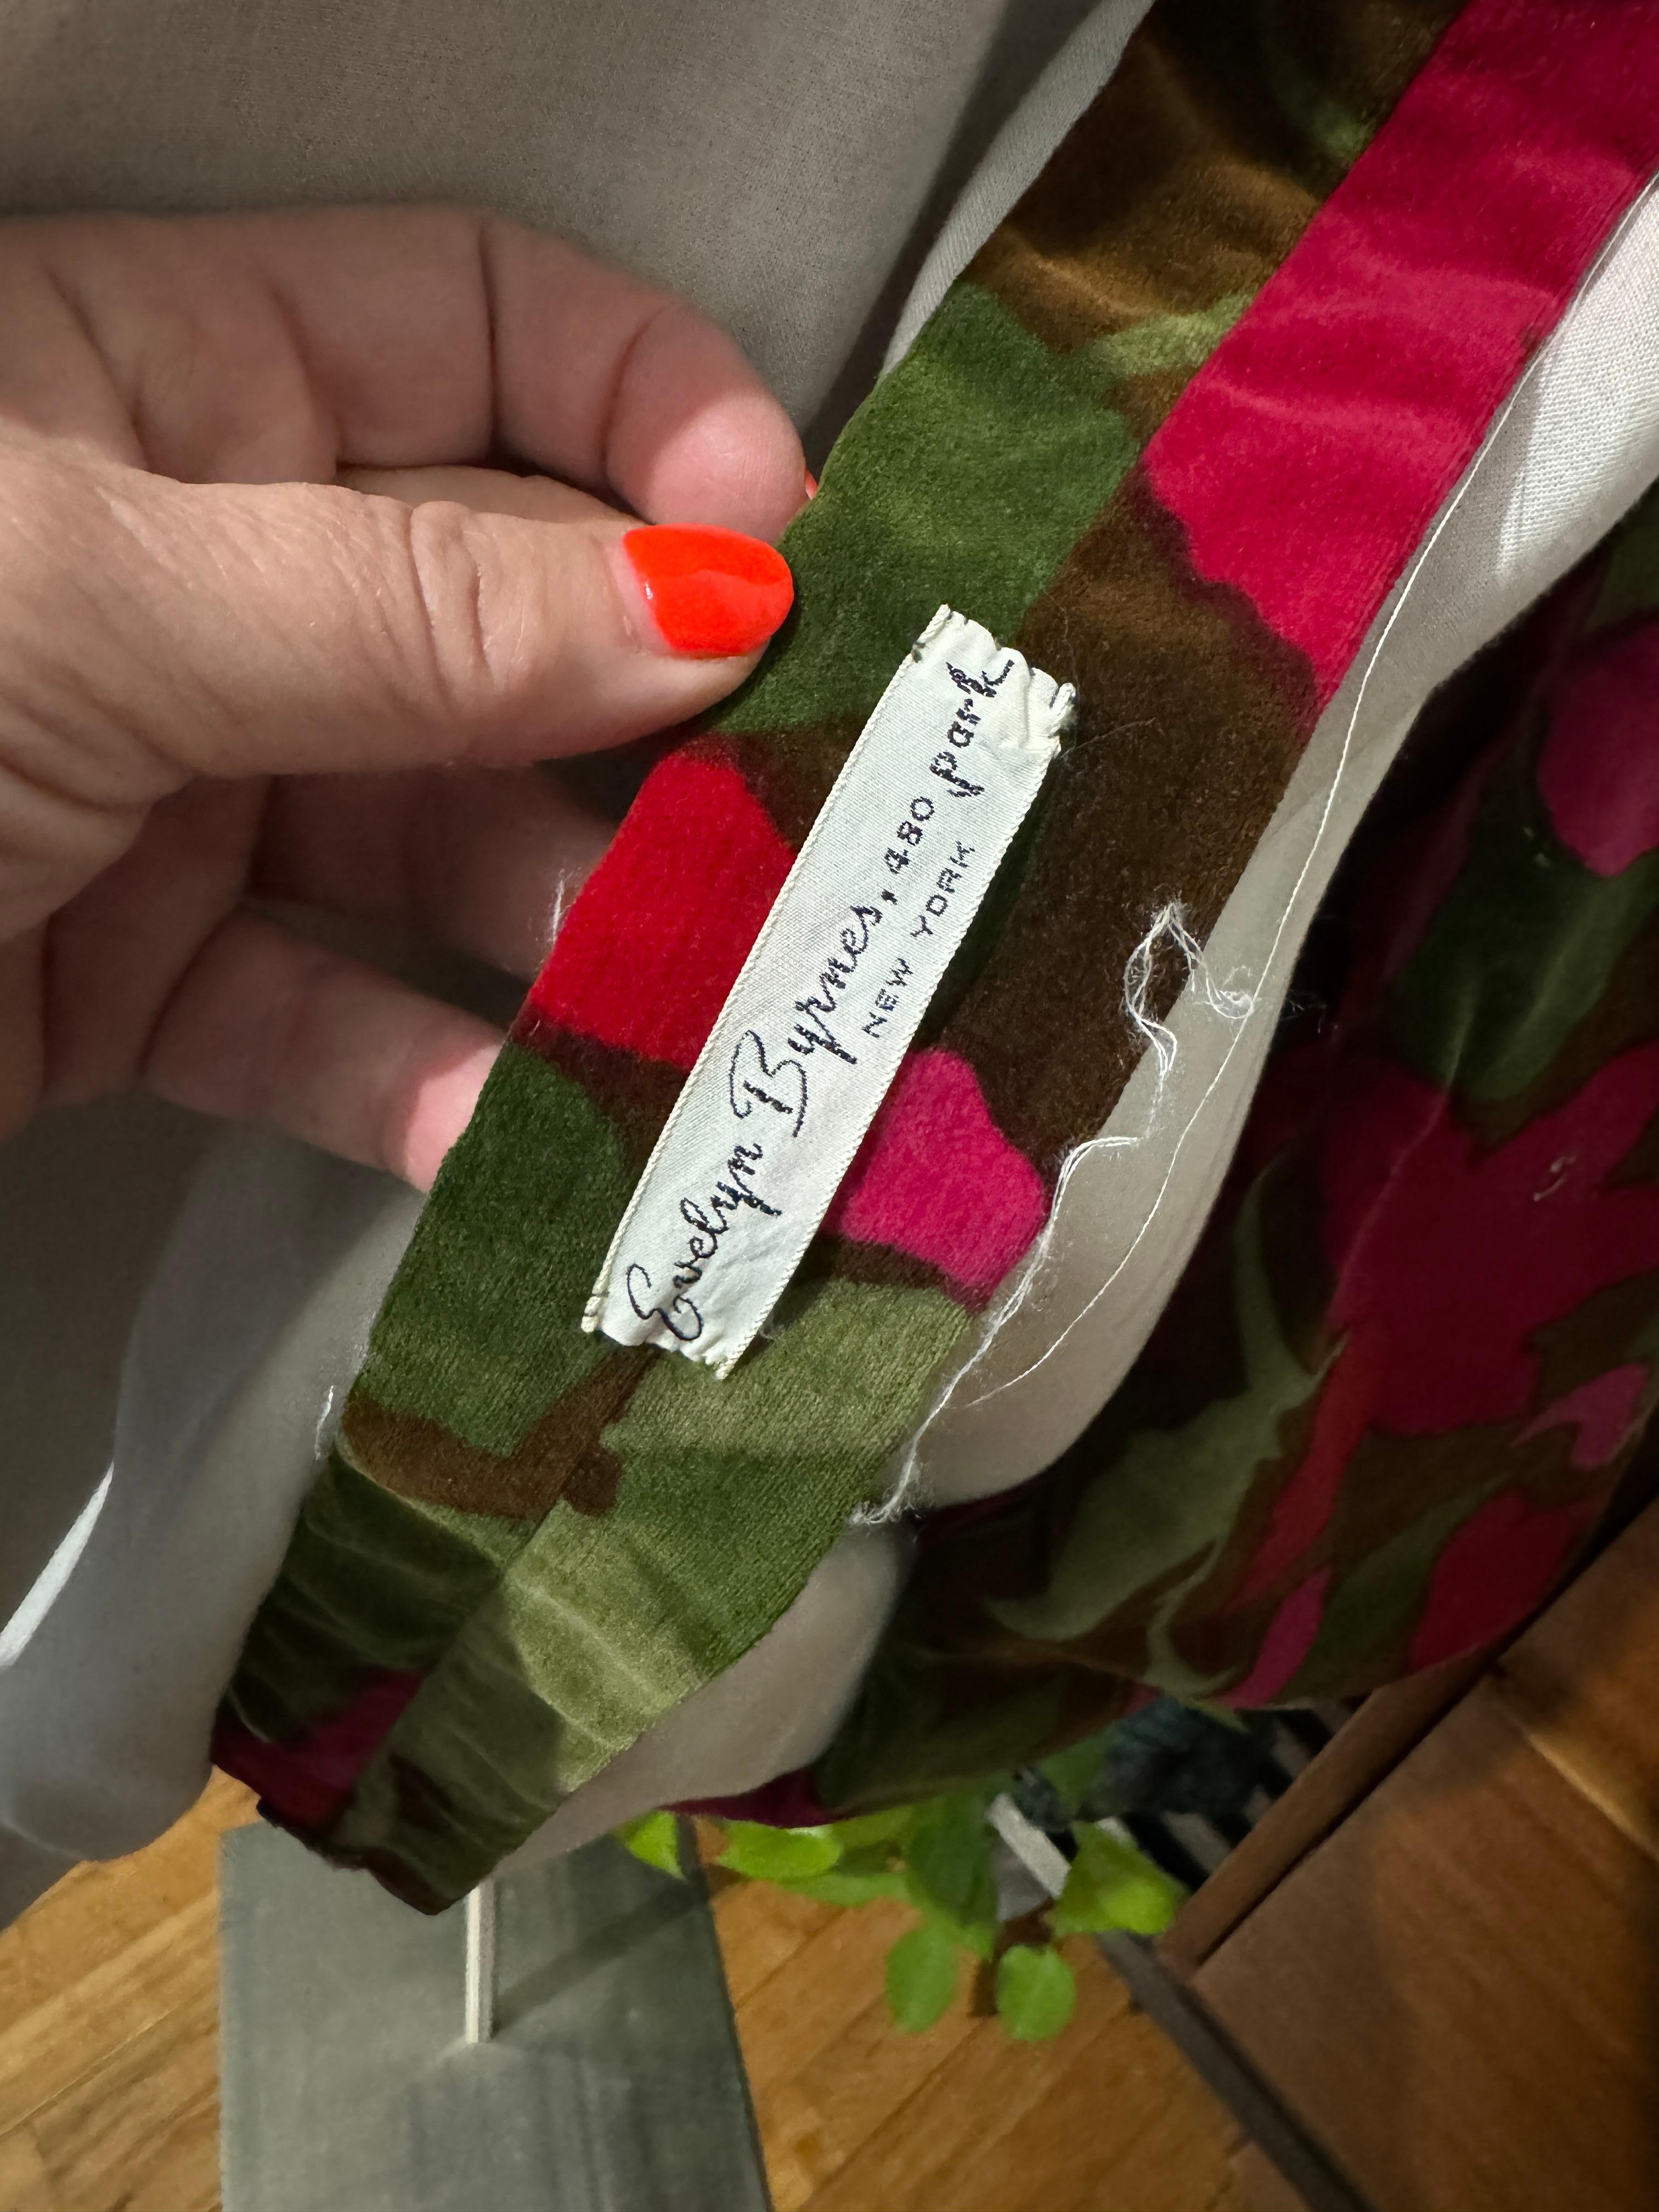 Evelyn Byrnes, 480 park
NEW YORK